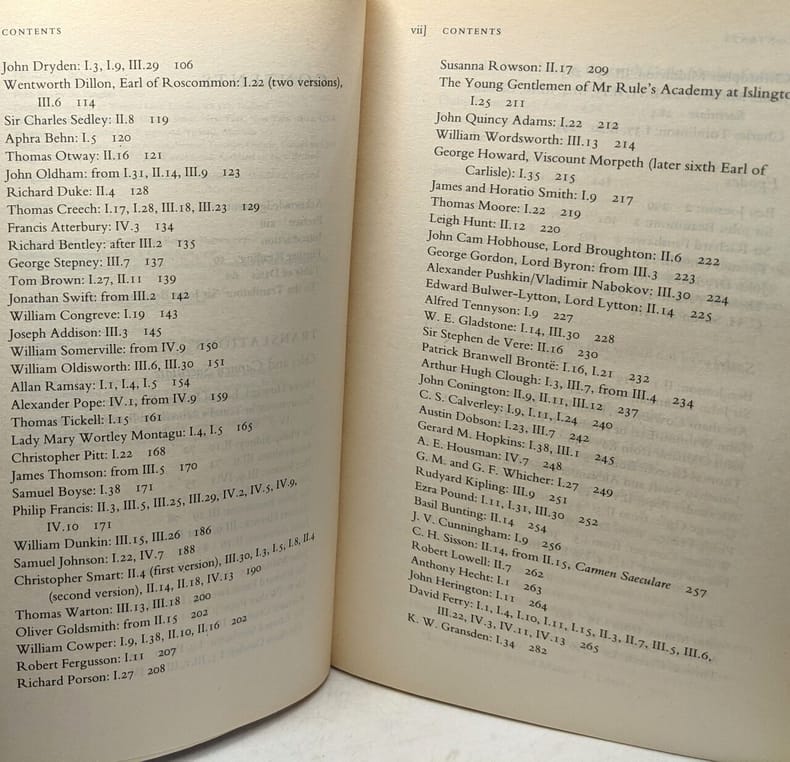 CONTENTS
John Dryden: I.3, I.9, III.29 106
Wentworth Dillon, Earl of Roscommon: I.22 (two versions),
III.6 114
Sir Charles Sedley: II.8 119
Aphra Behn: I.5 120
Thomas Otway: II.16 121
John Oldham: from I.31, II.14, III.9 123
Richard Duke: II.4 128
Thomas Creech: I.17, I.28, III.18, III.23 129
Francis Atterbury: IV.3 134
Richard Bentley: after III.2 135
George Stepney: III.7 137
Tom Brown: I.27, II.11 139
Jonathan Swift: from III.2 142
William Congreve: I.19 143
Joseph Addison: III.3 145
William Somerville: from IV.9 150
William Oldisworth: III.6, III.30 151
Allan Ramsay: I.1, I.4, I.5 154
Alexander Pope: IV.1, from IV.9 159
Thomas Tickell: I.15 161
Lady Mary Wortley Montagu: I.4, I.5 165
Christopher Pitt: I.22 168
James Thomson: from III.5 170
Samuel Boyse: I.38 171
Philip Francis: II.3, III.5, III.25, III.29, IV.2, IV.5, IV.9,
IV.10 171
William Dunkin: III.15, III.26 186
Samuel Johnson: I.22, IV.7 188
Christopher Smart: II.4 (first version), III.30, I.3, I.5, I.8, II.4
(second version), II.14, II.18, IV.13 190
Thomas Warton: III.13, III.18 200
Oliver Goldsmith: from II.15 202
William Cowper: I.9, I.38, II.10, II.16 202
Robert Fergusson: I.11 207
Richard Porson: I.27 208
vii] CONTENTS
Susanna Rowson: II.17 209
The Young Gentlemen of Mr Rule's Academy at Islington
I.25 211
John Quincy Adams: I.22 212
William Wordsworth: III.13 214
George Howard, Viscount Morpeth (later sixth Earl of
Carlisle): I.35 215
James and Horatio Smith: I.9 217
Thomas Moore: I.22 219
Leigh Hunt: II.12 220
John Cam Hobhouse, Lord Broughton: II.6 222
George Gordon, Lord Byron: from III.3 223
Alexander Pushkin/Vladimir Nabokov: III.30 224
Edward Bulwer-Lytton, Lord Lytton: II.14 225
Alfred Tennyson: I.9 227
W. E. Gladstone: I.14, III.30 228
Sir Stephen de Vere: II.16 230
Patrick Branwell Brontë: I.16, I.21 232
Arthur Hugh Clough: I.3, III.7, from III.4 234
John Conington: II.9, II.11, III.12 237
C. S. Calverley: I.9, I.11, I.24 240
Austin Dobson: I.23, III.7 242
Gerard M. Hopkins: I.38, III.1 245
A. E. Housman: IV.7 248
G. M. and G. F. Whicher: I.27 249
Rudyard Kipling: III.9 251
Ezra Pound: I.11, I.31, III.30 252
Basil Bunting: II.14 254
J. V. Cunningham: I.9 256
C. H. Sisson: II.14, from II.15, Carmen Saeculare 257
Robert Lowell: II.7 262
Anthony Hecht: I.1 263
John Herington: I.11 264
David Ferry: I.1, I.4, I.10, I.11, I.15, II.3, II.7, III.5, III.6,
III.22, IV.3, IV.11, IV.13 265
K. W. Gransden: I.34 282